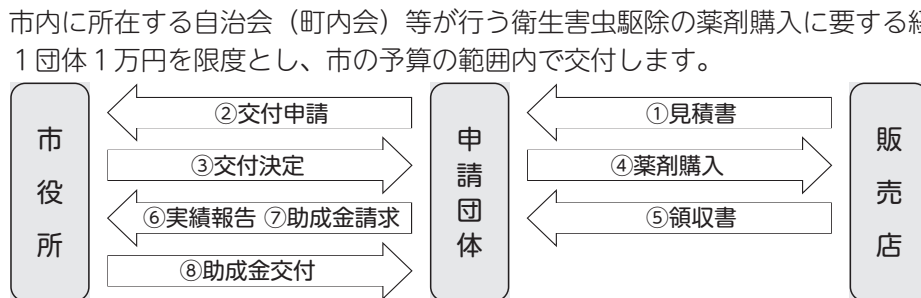 市内に所在する自治会（町内会）等が行う衛生害虫駆除の薬剤購入に要する
１団体１万円を限度とし、市の予算の範囲内で交付します。
市役所
②交付申請
③交付決定
⑥実績報告 ⑦助成金請求
⑧助成金交付
申請団体
①見積書
④薬剤購入
⑤領収書
販売店